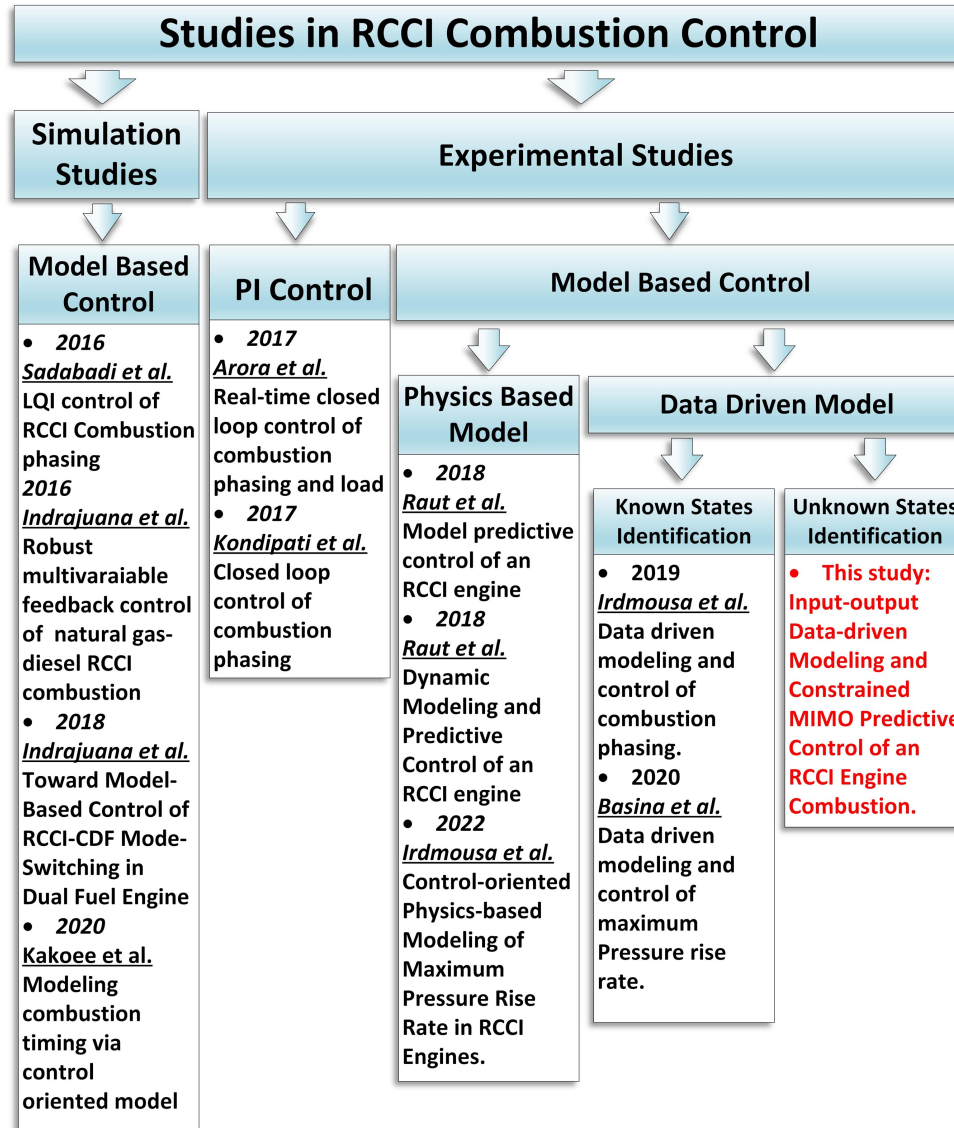 Studies in RCCI Combustion Control
Simulation
Studies
Experimental Studies
Model Based
Control
• 2016
Sadabadi et al.
LQI control of
RCCI Combustion
phasing
2016
Indrajuana et al.
Robust
multivaraiable
feedback control
of natural gas-
diesel RCCI
combustion
• 2018
Indrajuana et al.
Toward Model-
Based Control of
RCCI-CDF Mode-
Switching in
Dual Fuel Engine
• 2020
Kakoee et al.
Modeling
combustion
timing via
control
oriented model
PI Control
• 2017
Arora et al.
Real-time closed
loop control of
combustion
phasing and load
• 2017
Kondipati et al.
Closed loop
control of
combustion
phasing
Model Based Control
Physics Based
Model
• 2018
Raut et al.
Model predictive
control of an
RCCI engine
• 2018
Raut et al.
Dynamic
Modeling and
Predictive
Control of an
RCCI engine
• 2022
Irdmousa et al.
Control-oriented
Physics-based
Modeling of
Maximum
Pressure Rise
Rate in RCCI
Engines.
Data Driven Model
Known States
Identification
• 2019
Irdmousa et al.
Data driven
modeling and
control of
combustion
phasing.
• 2020
Basina et al.
Data driven
modeling and
control of
maximum
Pressure rise
rate.
Unknown States
Identification
• This study:
Input-output
Data-driven
Modeling and
Constrained
MIMO Predictive
Control of an
RCCI Engine
Combustion.